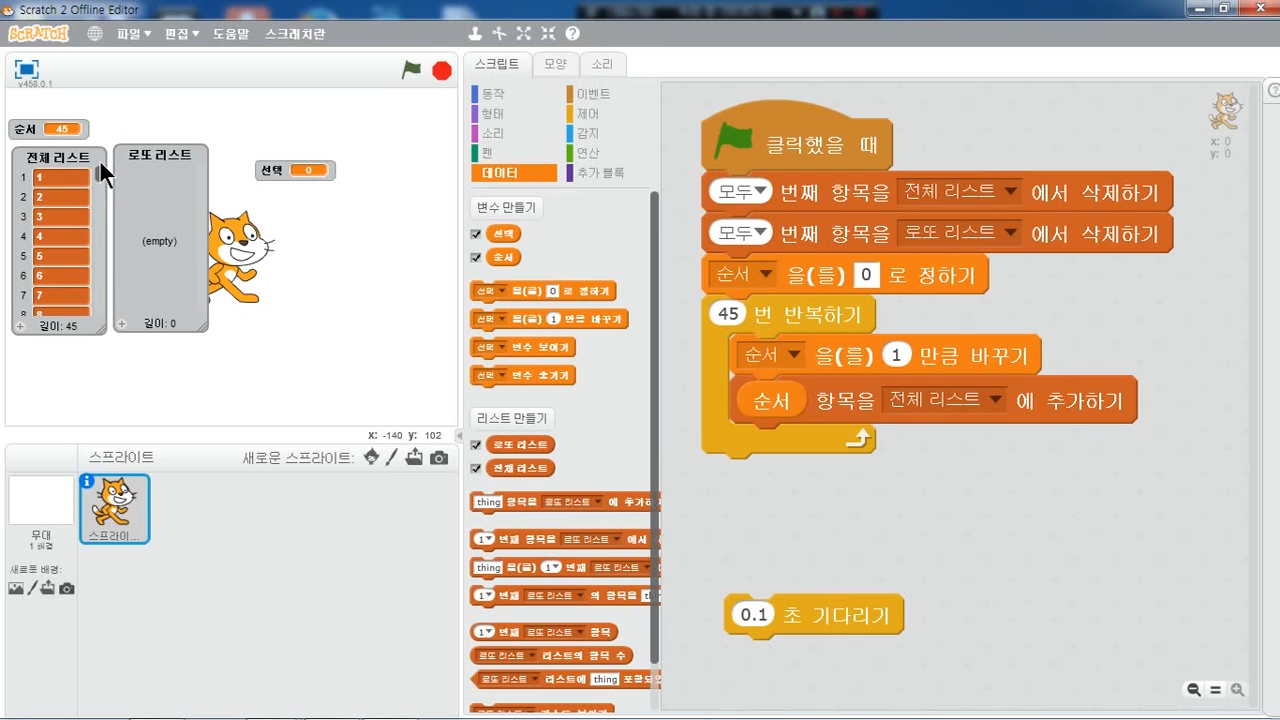 Scratch 2 Offline Editor
SCRATCH 파일 편집 도움말 스크래치란
v458.0.1
순서 45
전체 리스트
1 1
2 2
3 3
4 4
5 5
6 6
7 7
길이: 45
로또 리스트
(empty)
길이: 0
선택 0
x: -140 y: 102
스프라이트 새로운 스프라이트:
무대
1 배경
스프라이...
새로운 배경:
스크립트 모양 소리
동작 이벤트
형태 제어
소리 감지
펜 연산
데이터 추가 블록
변수 만들기
선택
순서
선택 을(를) 0 로 정하기
선택 을(를) 1 만큼 바꾸기
선택 변수 보이기
선택 변수 숨기기
리스트 만들기
로또 리스트
전체 리스트
thing 항목을 로또 리스트 에 추가하
1 번째 항목을 로또 리스트 에서
thing 을(를) 1 번째 로또 리스트
1 번째 로또 리스트 의 항목을
1 번째 로또 리스트 항목
로또 리스트 리스트의 항목 수
로또 리스트 리스트에 thing 포함되었
클릭했을 때
모두 번째 항목을 전체 리스트 에서 삭제하기
모두 번째 항목을 로또 리스트 에서 삭제하기
순서 을(를) 0 로 정하기
45 번 반복하기
순서 을(를) 1 만큼 바꾸기
순서 항목을 전체 리스트 에 추가하기
0.1 초 기다리기
x: 0
y: 0